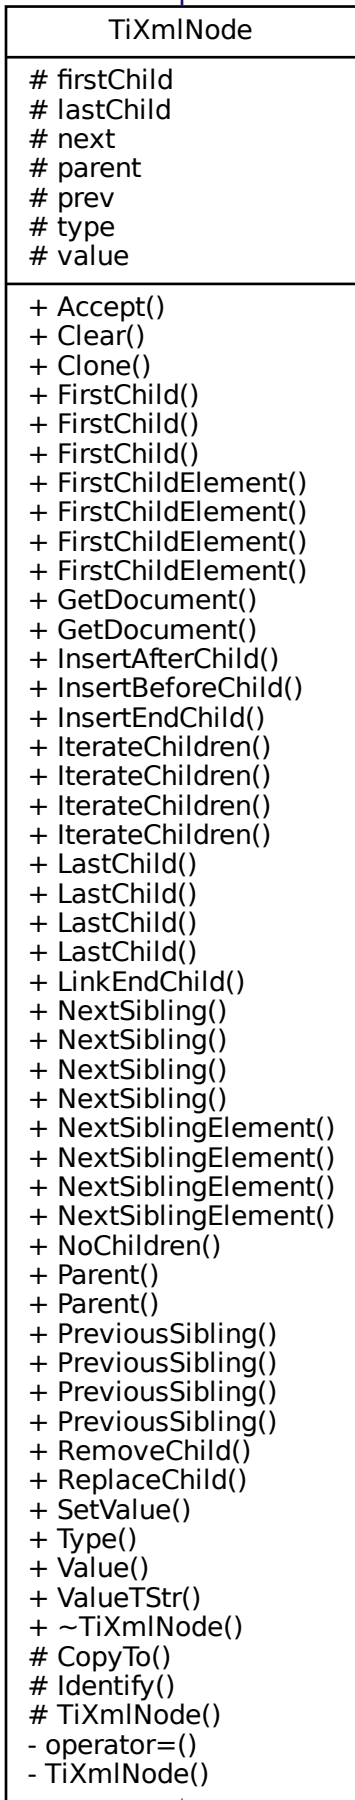 TiXmlNode
# firstChild
# lastChild
# next
# parent
# prev
# type
# value
+ Accept()
+ Clear()
+ Clone()
+ FirstChild()
+ FirstChild()
+ FirstChild()
+ FirstChildElement()
+ FirstChildElement()
+ FirstChildElement()
+ FirstChildElement()
+ GetDocument()
+ GetDocument()
+ InsertAfterChild()
+ InsertBeforeChild()
+ InsertEndChild()
+ IterateChildren()
+ IterateChildren()
+ IterateChildren()
+ IterateChildren()
+ LastChild()
+ LastChild()
+ LastChild()
+ LastChild()
+ LinkEndChild()
+ NextSibling()
+ NextSibling()
+ NextSibling()
+ NextSibling()
+ NextSiblingElement()
+ NextSiblingElement()
+ NextSiblingElement()
+ NextSiblingElement()
+ NoChildren()
+ Parent()
+ Parent()
+ PreviousSibling()
+ PreviousSibling()
+ PreviousSibling()
+ PreviousSibling()
+ RemoveChild()
+ ReplaceChild()
+ SetValue()
+ Type()
+ Value()
+ ValueTStr()
+ ~TiXmlNode()
# CopyTo()
# Identify()
# TiXmlNode()
- operator=()
- TiXmlNode()